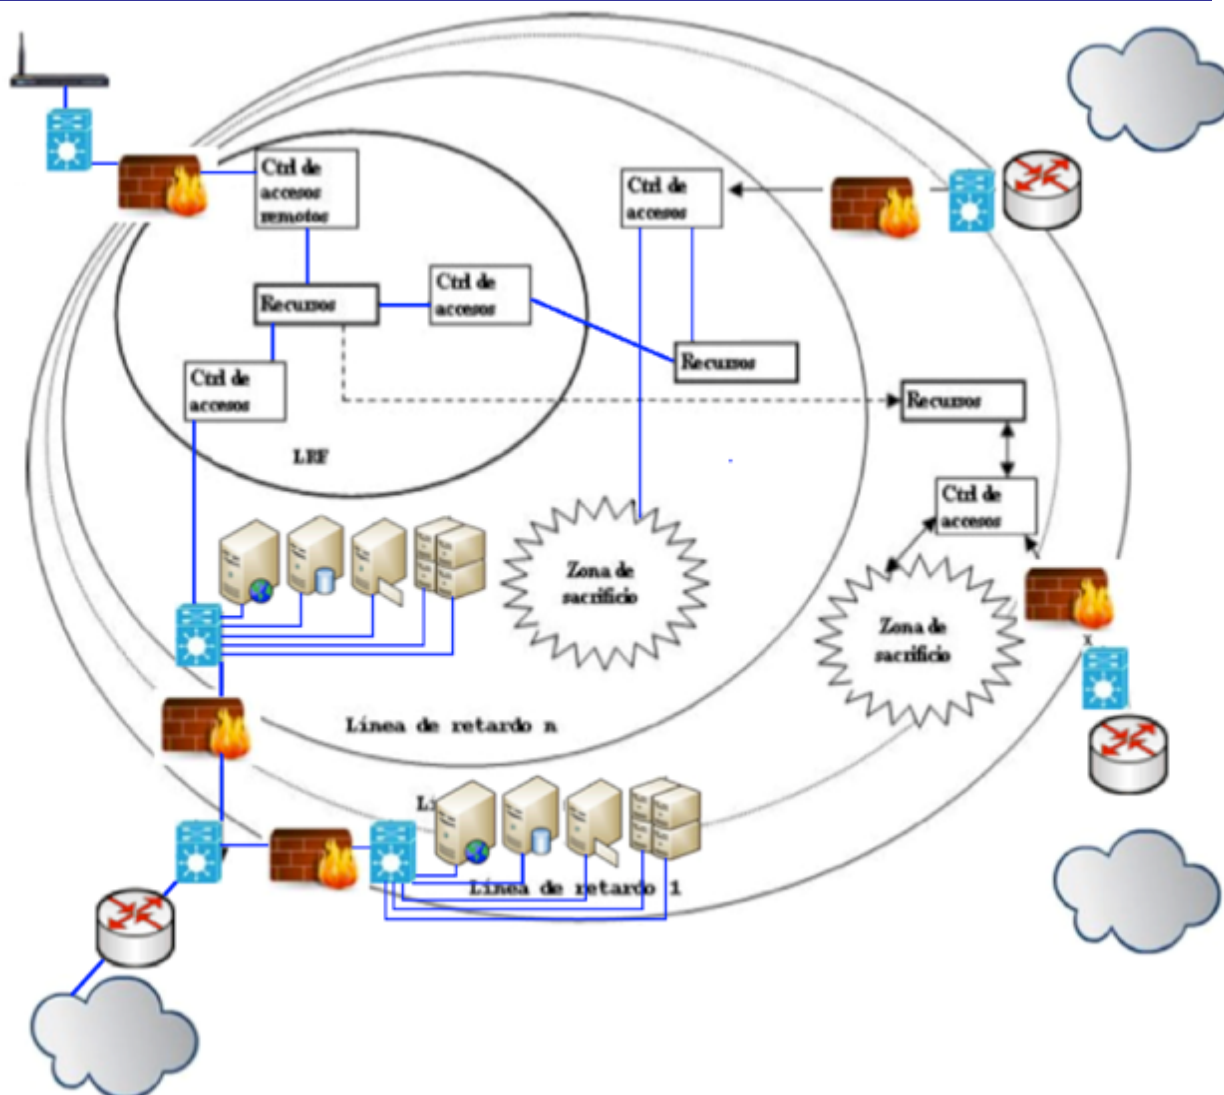 Ctrl de
accesos
remotos
Ctrl de
accesos
Ctrl de
accesos
Recursos
Recursos
Ctrl de
accesos
Recursos
LRF
Ctrl de
accesos
Zona de
sacrificio
Zona de
sacrificio
x
Línea de retardo n
Lí
Línea de retardo 1